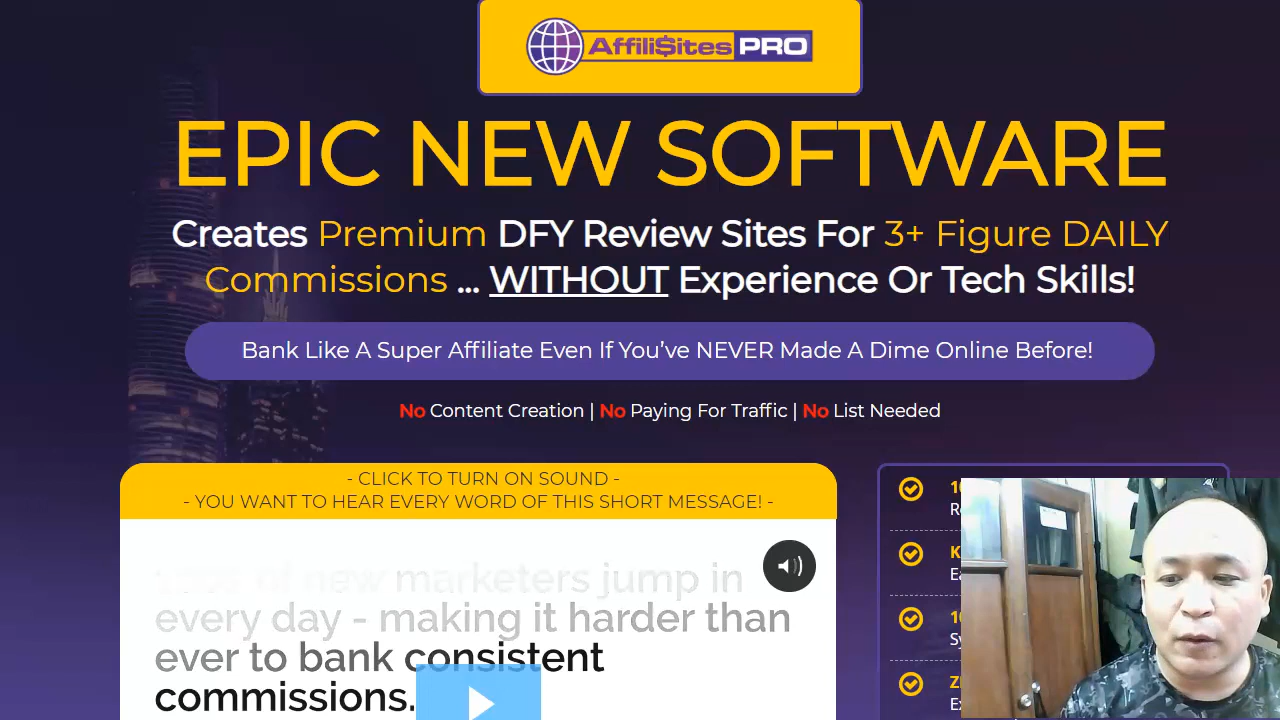 Affili$ites PRO
EPIC NEW SOFTWARE
Creates Premium DFY Review Sites For 3+ Figure DAILY
Commissions ... WITHOUT Experience Or Tech Skills!
Bank Like A Super Affiliate Even If You've NEVER Made A Dime Online Before!
No Content Creation | No Paying For Traffic | No List Needed
- CLICK TO TURN ON SOUND -
- YOU WANT TO HEAR EVERY WORD OF THIS SHORT MESSAGE! -
of new marketers jump in
every day - making it harder than
ever to bank consistent
commissions.